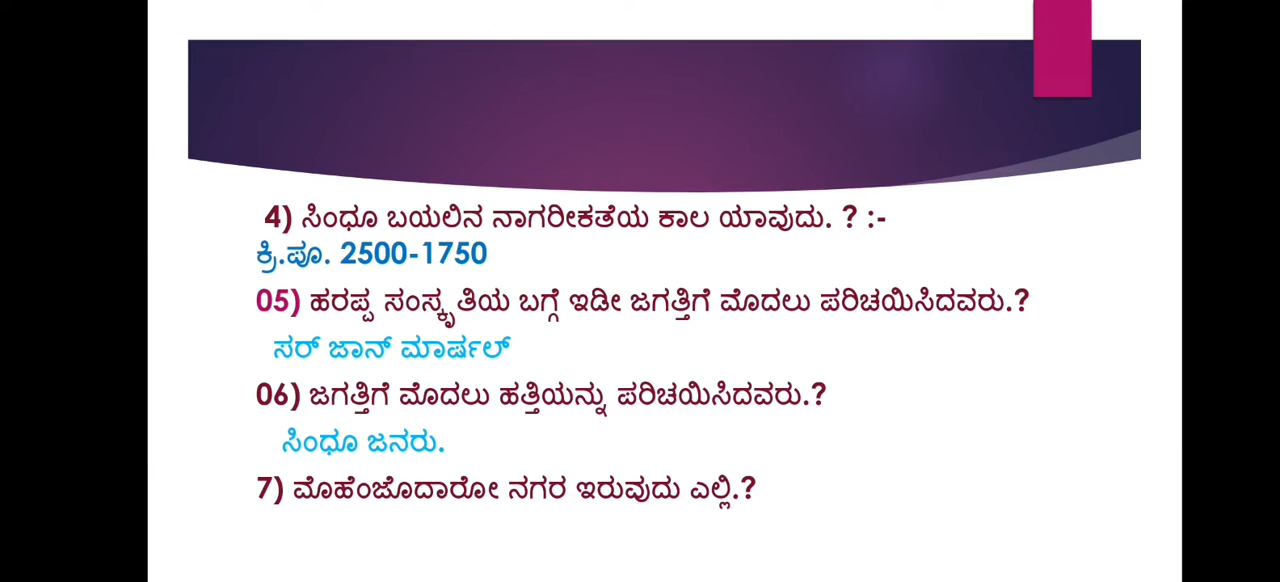 4) ಸಿಂಧೂ ಬಯಲಿನ ನಾಗರೀಕತೆಯ ಕಾಲ ಯಾವುದು. ? :-
ಕ್ರಿ.ಪೂ. 2500-1750
05) ಹರಪ್ಪ ಸಂಸ್ಕೃತಿಯ ಬಗ್ಗೆ ಇಡೀ ಜಗತ್ತಿಗೆ ಮೊದಲು ಪರಿಚಯಿಸಿದವರು.?
ಸರ್ ಜಾನ್ ಮಾರ್ಷಲ್
06) ಜಗತ್ತಿಗೆ ಮೊದಲು ಹತ್ತಿಯನ್ನು ಪರಿಚಯಿಸಿದವರು.?
ಸಿಂಧೂ ಜನರು.
7) ಮೊಹೆಂಜೊದಾರೋ ನಗರ ಇರುವುದು ಎಲ್ಲಿ.?